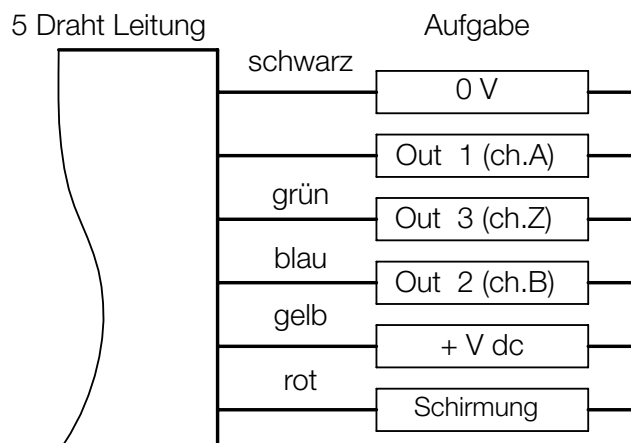 5 Draht Leitung Aufgabe
schwarz
0 V
Out 1 (ch.A)
grün
Out 3 (ch.Z)
blau
Out 2 (ch.B)
gelb
+ V dc
rot
Schirmung